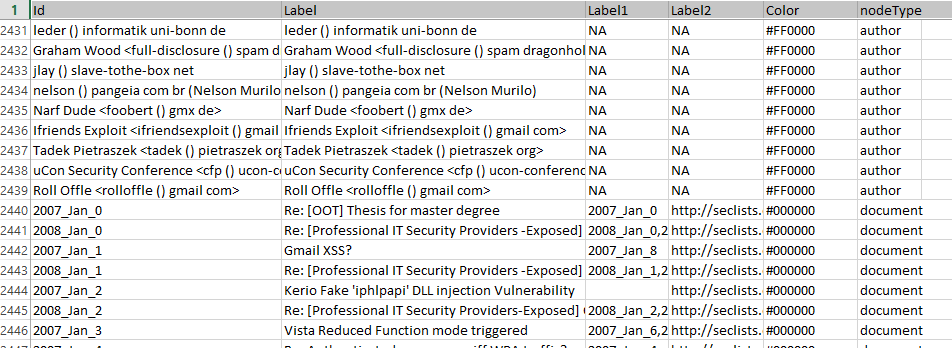 1 Id Label Label1 Label2 Color nodeType
2431 leder () informatik uni-bonn de leder () informatik uni-bonn de NA NA #FF0000 author
2432 Graham Wood <full-disclosure () spam d Graham Wood <full-disclosure () spam dragonhol NA NA #FF0000 author
2433 jlay () slave-tothe-box net jlay () slave-tothe-box net NA NA #FF0000 author
2434 nelson () pangeia com br (Nelson Murilo nelson () pangeia com br (Nelson Murilo) NA NA #FF0000 author
2435 Narf Dude <foobert () gmx de> Narf Dude <foobert () gmx de> NA NA #FF0000 author
2436 Ifriends Exploit <ifriendsexploit () gmail Ifriends Exploit <ifriendsexploit () gmail com> NA NA #FF0000 author
2437 Tadek Pietraszek <tadek () pietraszek org Tadek Pietraszek <tadek () pietraszek org> NA NA #FF0000 author
2438 uCon Security Conference <cfp () ucon-c uCon Security Conference <cfp () ucon-conferenc NA NA #FF0000 author
2439 Roll Offle <rolloffle () gmail com> Roll Offle <rolloffle () gmail com> NA NA #FF0000 author
2440 2007_Jan_0 Re: [OOT] Thesis for master degree 2007_Jan_0 http://seclists. #000000 document
2441 2008_Jan_0 Re: [Professional IT Security Providers -Exposed] 2008_Jan_0,2 http://seclists. #000000 document
2442 2007_Jan_1 Gmail XSS? 2007_Jan_8 http://seclists. #000000 document
2443 2008_Jan_1 Re: [Professional IT Security Providers -Exposed] 2008_Jan_1,2 http://seclists. #000000 document
2444 2007_Jan_2 Kerio Fake 'iphlpapi' DLL injection Vulnerability http://seclists. #000000 document
2445 2008_Jan_2 Re: [Professional IT Security Providers-Exposed] 2008_Jan_2,2 http://seclists. #000000 document
2446 2007_Jan_3 Vista Reduced Function mode triggered 2007_Jan_6,2 http://seclists. #000000 document